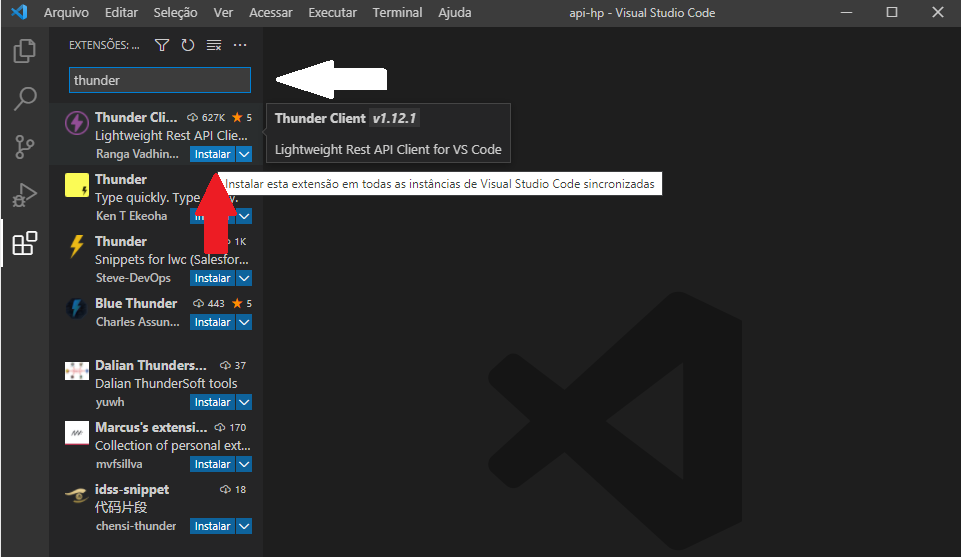 Arquivo Editar Seleção Ver Acessar Executar Terminal Ajuda api-hp - Visual Studio Code
EXTENSÕES: ...
thunder
Thunder Cli... 627K 5
Lightweight Rest API Clie...
Ranga Vadhin... Instalar
Thunder Client v1.12.1
Lightweight Rest API Client for VS Code
Instalar esta extensão em todas as instâncias de Visual Studio Code sincronizadas
Thunder
Type quickly. Type
Ken T Ekeoha
Thunder 1K
Snippets for lwc (Salesfor...
Steve-DevOps Instalar
Blue Thunder 443 5
Charles Assun... Instalar
Dalian Thunders... 37
Dalian ThunderSoft tools
yuwh Instalar
Marcus's extensi... 170
Collection of personal ext...
mvfsillva Instalar
idss-snippet 18
代码片段
chensi-thunder Instalar